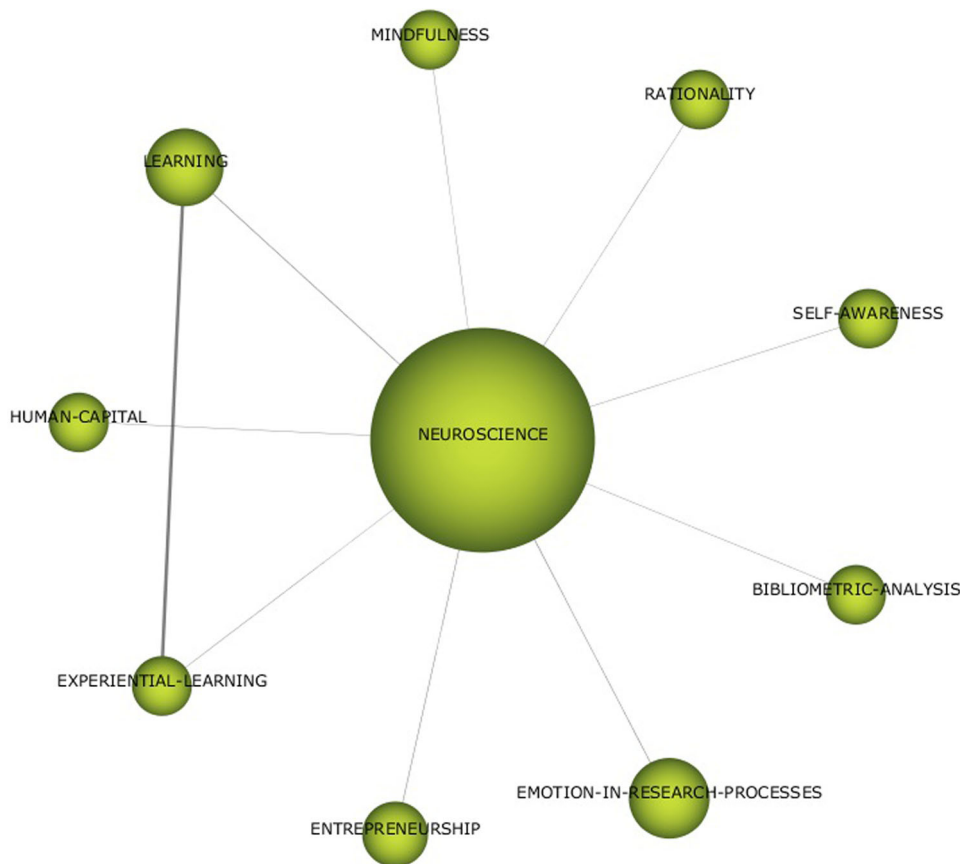 MINDFULNESS
RATIONALITY
LEARNING
SELF-AWARENESS
HUMAN-CAPITAL
NEUROSCIENCE
BIBLIOMETRIC-ANALYSIS
EXPERIENTIAL-LEARNING
EMOTION-IN-RESEARCH-PROCESSES
ENTREPRENEURSHIP